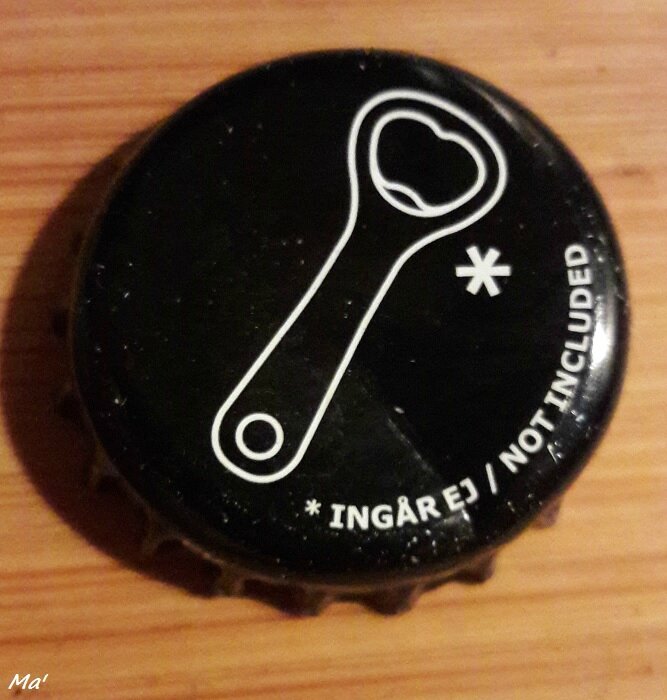 *
* INGÅR EJ / NOT INCLUDED
Ma'